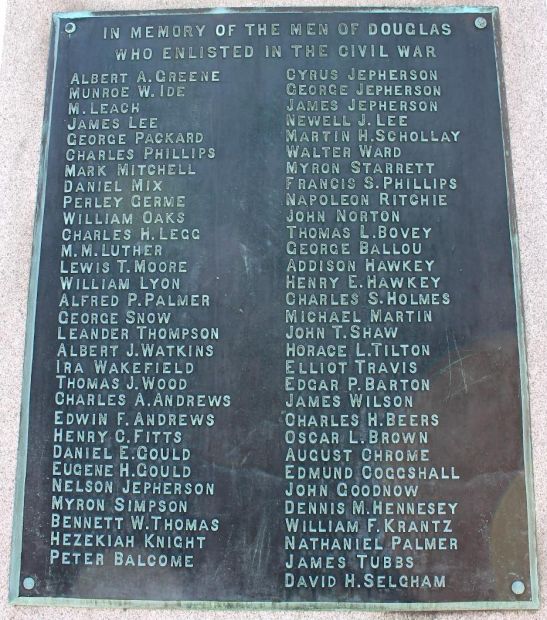 IN MEMORY OF THE MEN OF DOUGLAS
WHO ENLISTED IN THE CIVIL WAR
ALBERT A. GREENE
MUNROE W. IDE
M. LEACH
JAMES LEE
GEORGE PACKARD
CHARLES PHILLIPS
MARK MITCHELL
DANIEL MIX
PERLEY GERME
WILLIAM OAKS
CHARLES H. LEGG
M. M. LUTHER
LEWIS T. MOORE
WILLIAM LYON
ALFRED P. PALMER
GEORGE SNOW
LEANDER THOMPSON
ALBERT J. WATKINS
IRA WAKEFIELD
THOMAS J. WOOD
CHARLES A. ANDREWS
EDWIN F. ANDREWS
HENRY C. FITTS
DANIEL E. GOULD
EUGENE H. GOULD
NELSON JEPHERSON
MYRON SIMPSON
BENNETT W. THOMAS
HEZEKIAH KNIGHT
PETER BALCOME
CYRUS JEPHERSON
GEORGE JEPHERSON
JAMES JEPHERSON
NEWELL J. LEE
MARTIN H. SCHOLLAY
WALTER WARD
MYRON STARRETT
FRANCIS S. PHILLIPS
NAPOLEON RITCHIE
JOHN NORTON
THOMAS L. BOVEY
GEORGE BALLOU
ADDISON HAWKEY
HENRY E. HAWKEY
CHARLES S. HOLMES
MICHAEL MARTIN
JOHN T. SHAW
HORACE L. TILTON
ELLIOT TRAVIS
EDGAR P. BARTON
JAMES WILSON
CHARLES H. BEERS
OSCAR L. BROWN
AUGUST CHROME
EDMUND COGGSHALL
JOHN GOODNOW
DENNIS M. HENNESEY
WILLIAM F. KRANTZ
NATHANIEL PALMER
JAMES TUBBS
DAVID H. SELGHAM